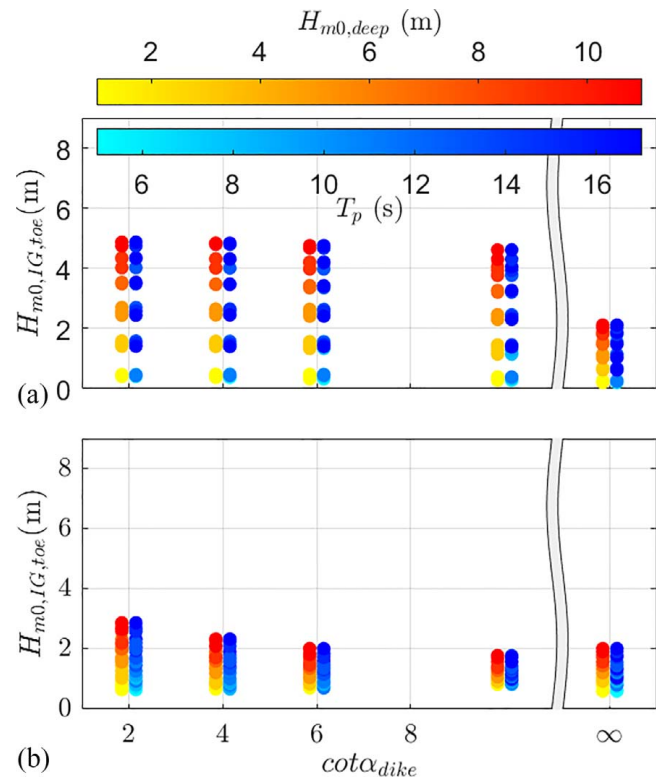 H_{m0,deep} (m)
2 4 6 8 10
6 8 10 12 14 16
T_p (s)
H_{m0,IG,toe}(m)
8
6
4
2
0
(a)
H_{m0,IG,toe}(m)
8
6
4
2
0
2 4 6 8 ∞
(b)
cotα_{dike}